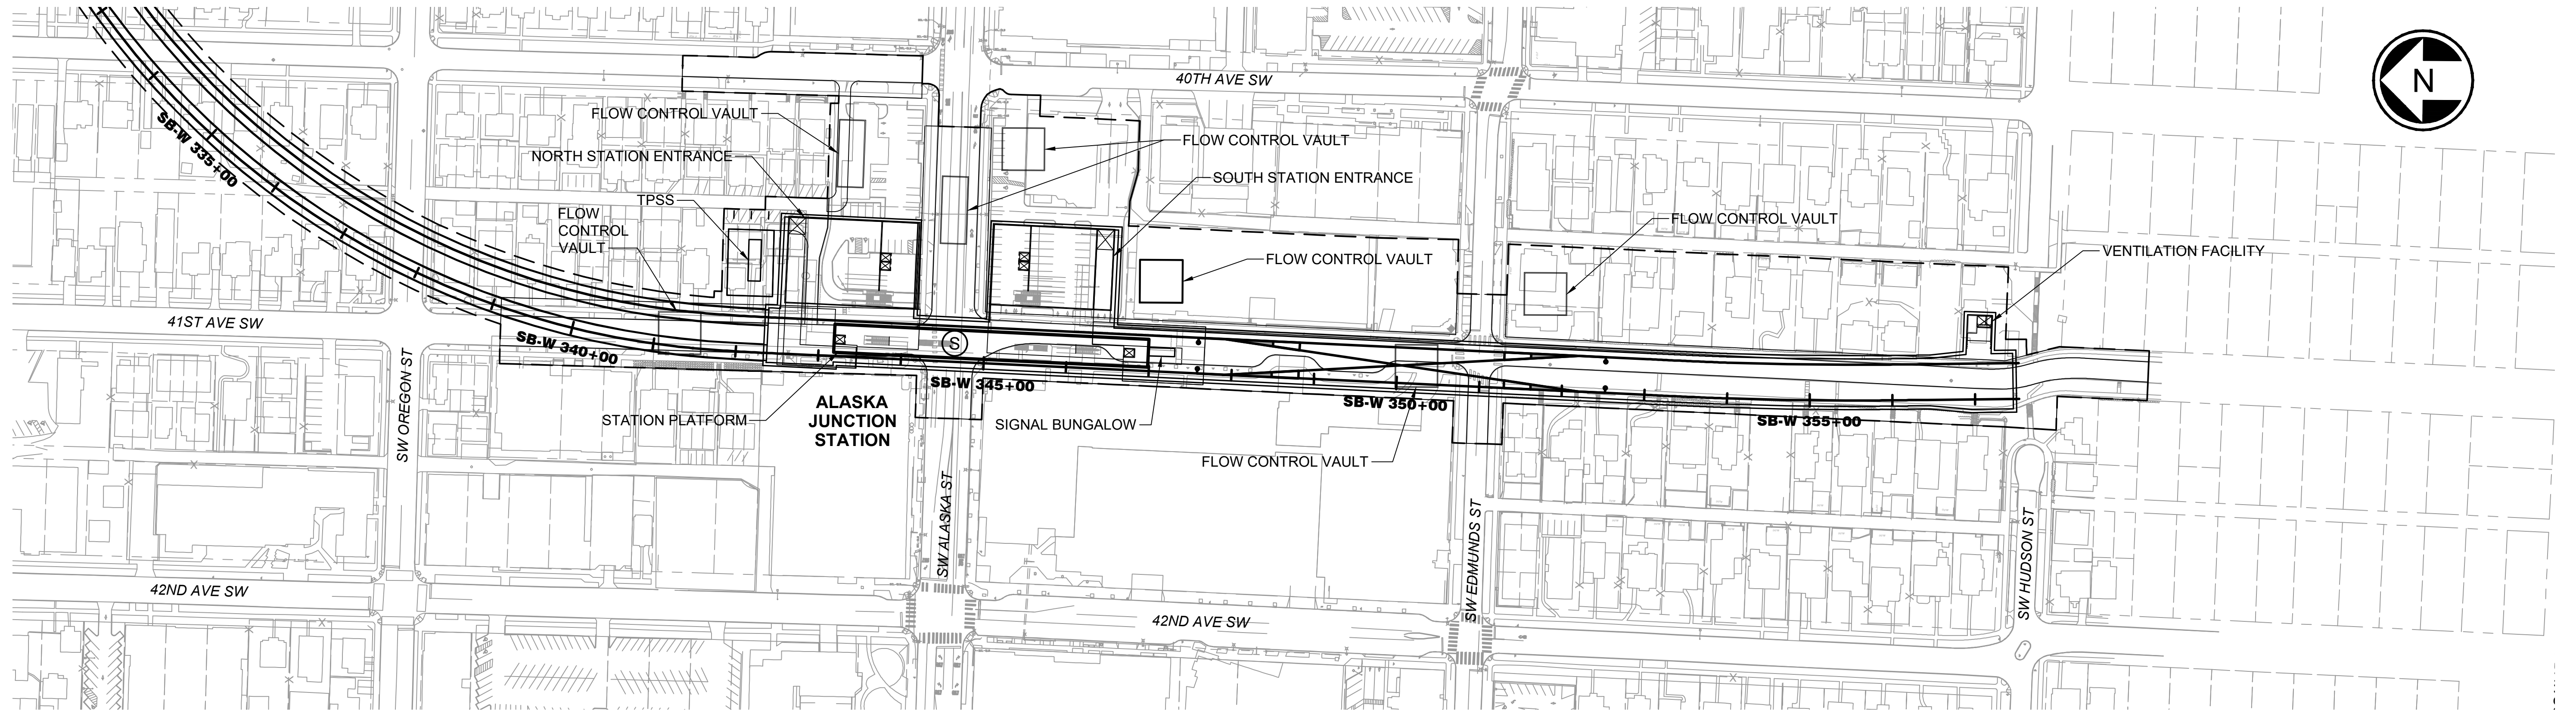 40TH AVE SW
N
FLOW CONTROL VAULT
SB-W 335+00
FLOW CONTROL VAULT
NORTH STATION ENTRANCE
SOUTH STATION ENTRANCE
TPSS
FLOW
CONTROL
VAULT
FLOW CONTROL VAULT
VENTILATION FACILITY
FLOW CONTROL VAULT
41ST AVE SW
SB-W 340+00
S
SW OREGON ST
SB-W 345+00
ALASKA
JUNCTION
STATION
STATION PLATFORM
SIGNAL BUNGALOW
SB-W 350+00
SB-W 355+00
FLOW CONTROL VAULT
SW ALASKA ST
SW EDMUNDS ST
SW HUDSON ST
42ND AVE SW
42ND AVE SW